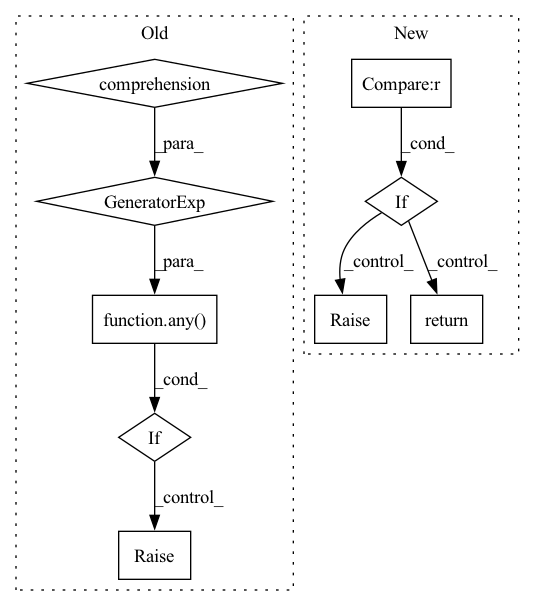 Old
comprehension
_para_
GeneratorExp
_para_
function.any()
_cond_
If
_control_
Raise
New
Compare:r
_cond_
If
_control_
_control_
Raise
return